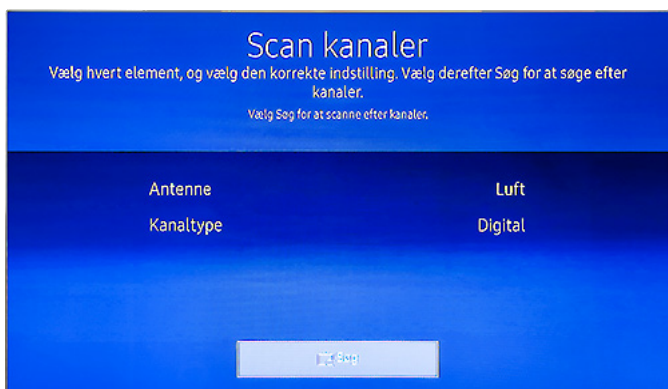 Scan kanaler
Vælg hvert element, og vælg den korrekte indstilling. Vælg derefter Søg for at søge efter
kanaler.
Vælg Søg for at scanne efter kanaler.
Antenne Luft
Kanaltype Digital
Søg